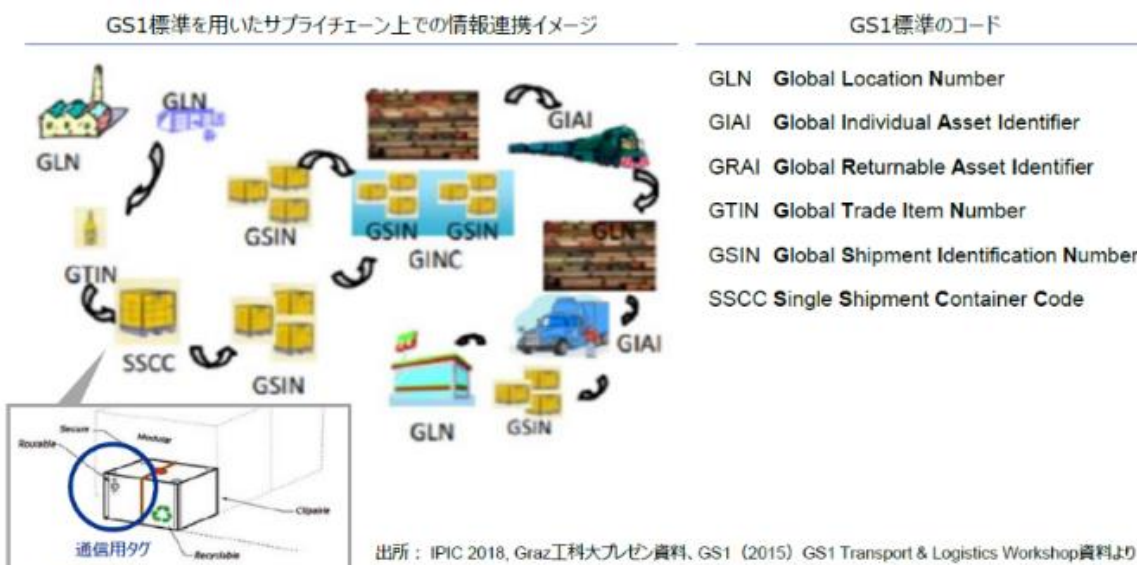 GS1標準を用いたサプライチェーン上での情報連携イメージ
GLN
GLN
GTIN
SSCC
GSIN
GSIN
GSIN
GSIN
GINC
GIAI
GLN
GIAI
GSIN
GLN
Secure
Modular
Routable
Clipable
Recyclable
通信用タグ
GS1標準のコード
GLN Global Location Number
GIAI Global Individual Asset Identifier
GRAI Global Returnable Asset Identifier
GTIN Global Trade Item Number
GSIN Global Shipment Identification Number
SSCC Single Shipment Container Code
出所： IPIC 2018, Graz工科大プレゼン資料、GS1（2015）GS1 Transport & Logistics Workshop資料より